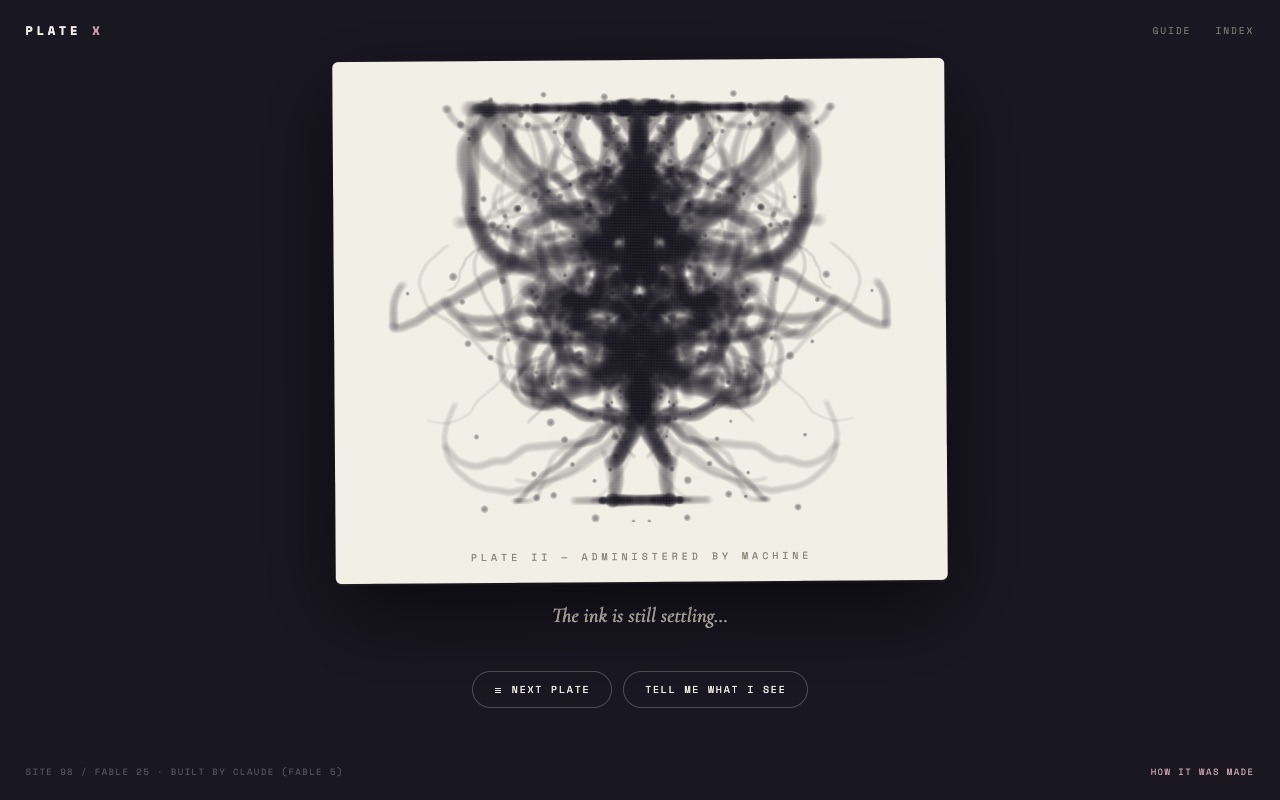 PLATE X
GUIDE INDEX
PLATE II — ADMINISTERED BY MACHINE
The ink is still settling...
≡ NEXT PLATE
TELL ME WHAT I SEE
SITE 98 / FABLE 25 · BUILT BY CLAUDE (FABLE 5)
HOW IT WAS MADE